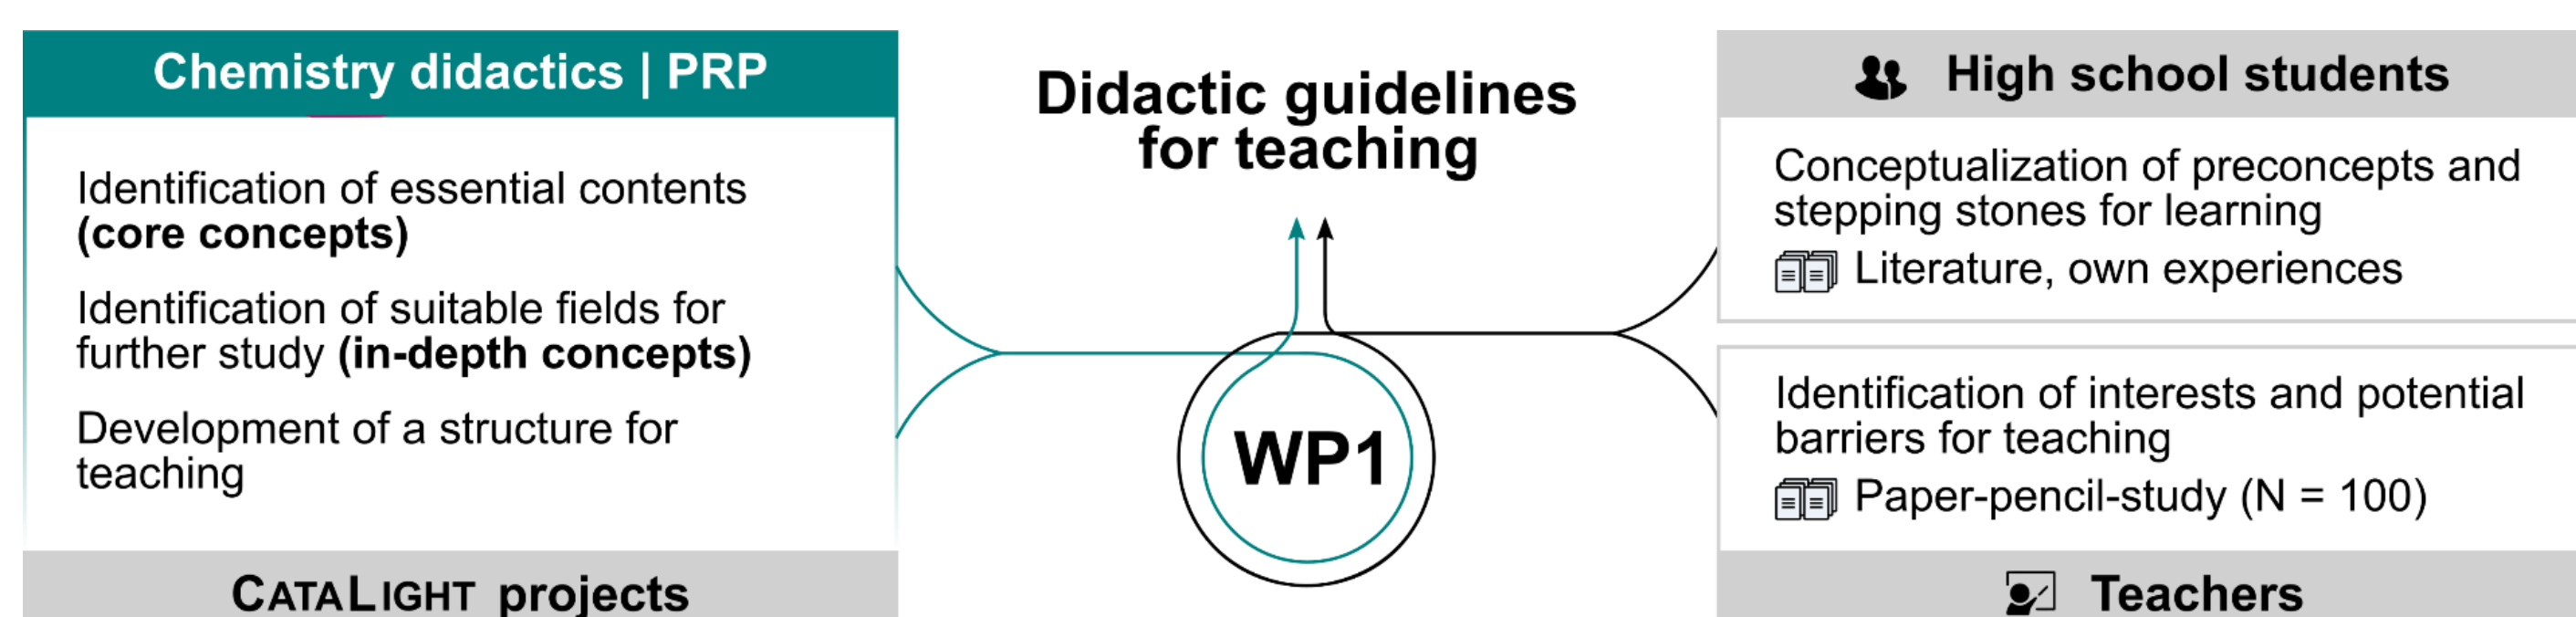 Chemistry didactics | PRP
Identification of essential contents
(core concepts)
Identification of suitable fields for
further study (in-depth concepts)
Development of a structure for
teaching
CATALIGHT projects
Didactic guidelines
for teaching
WP1
High school students
Conceptualization of preconcepts and
stepping stones for learning
Literature, own experiences
Identification of interests and potential
barriers for teaching
Paper-pencil-study (N = 100)
Teachers